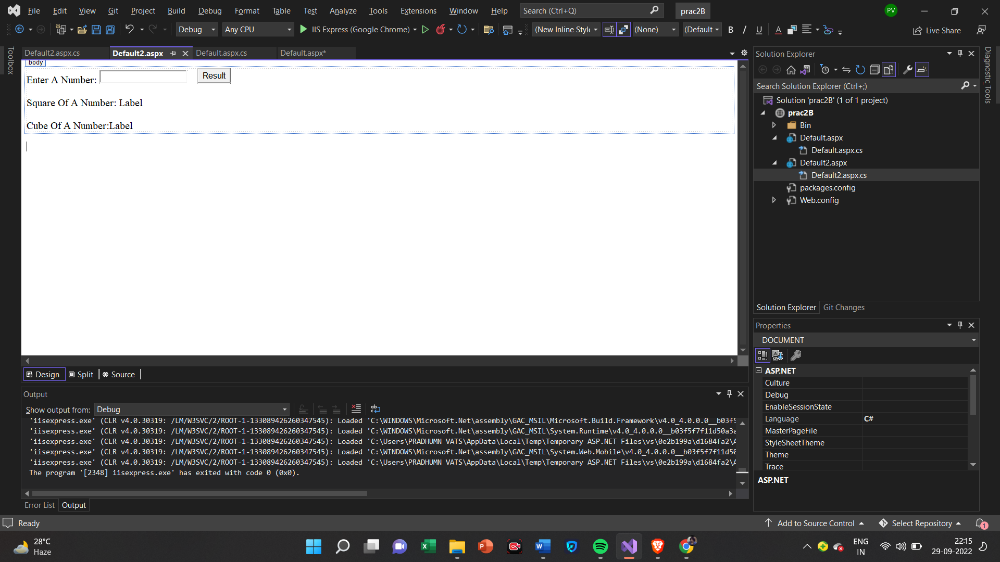 File Edit View Git Project Build Debug Format Table Test Analyze Tools Extensions Window Help Search (Ctrl+Q) prac2B PV
Debug Any CPU IIS Express (Google Chrome) (New Inline Style (None) (Default B I U A Live Share
Toolbox
Default2.aspx.cs Default2.aspx Default.aspx.cs Default.aspx*
body
Enter A Number: Result
Square Of A Number: Label
Cube Of A Number:Label
Design Split Source
Output
Show output from: Debug
'iisexpress.exe' (CLR v4.0.30319: /LM/W3SVC/2/ROOT-1-133089426260347545): Loaded 'C:\WINDOWS\Microsoft.Net\assembly\GAC_MSIL\Microsoft.Build.Framework\v4.0_4.0.0.0__b03f5
'iisexpress.exe' (CLR v4.0.30319: /LM/W3SVC/2/ROOT-1-133089426260347545): Loaded 'C:\WINDOWS\Microsoft.Net\assembly\GAC_MSIL\System.Runtime\v4.0_4.0.0.0__b03f5f7f11d50a3a
'iisexpress.exe' (CLR v4.0.30319: /LM/W3SVC/2/ROOT-1-133089426260347545): Loaded 'C:\Users\PRADHUMN VATS\AppData\Local\Temp\Temporary ASP.NET Files\vs\0e2b199a\d1684fa2\A
'iisexpress.exe' (CLR v4.0.30319: /LM/W3SVC/2/ROOT-1-133089426260347545): Loaded 'C:\WINDOWS\Microsoft.Net\assembly\GAC_MSIL\System.Web.Mobile\v4.0_4.0.0.0__b03f5f7f11d50
'iisexpress.exe' (CLR v4.0.30319: /LM/W3SVC/2/ROOT-1-133089426260347545): Loaded 'C:\Users\PRADHUMN VATS\AppData\Local\Temp\Temporary ASP.NET Files\vs\0e2b199a\d1684fa2\A
The program '[2348] iisexpress.exe' has exited with code 0 (0x0).
Error List Output
Solution Explorer
Search Solution Explorer (Ctrl+;)
Solution 'prac2B' (1 of 1 project)
prac2B
Bin
Default.aspx
Default.aspx.cs
Default2.aspx
Default2.aspx.cs
packages.config
Web.config
Solution Explorer Git Changes
Properties
DOCUMENT
ASP.NET
Culture
Debug
EnableSessionState
Language C#
MasterPageFile
StyleSheetTheme
Theme
Trace
ASP.NET
Diagnostic Tools
Ready Add to Source Control Select Repository 1
28°C
Haze
ENG
IN
22:15
29-09-2022